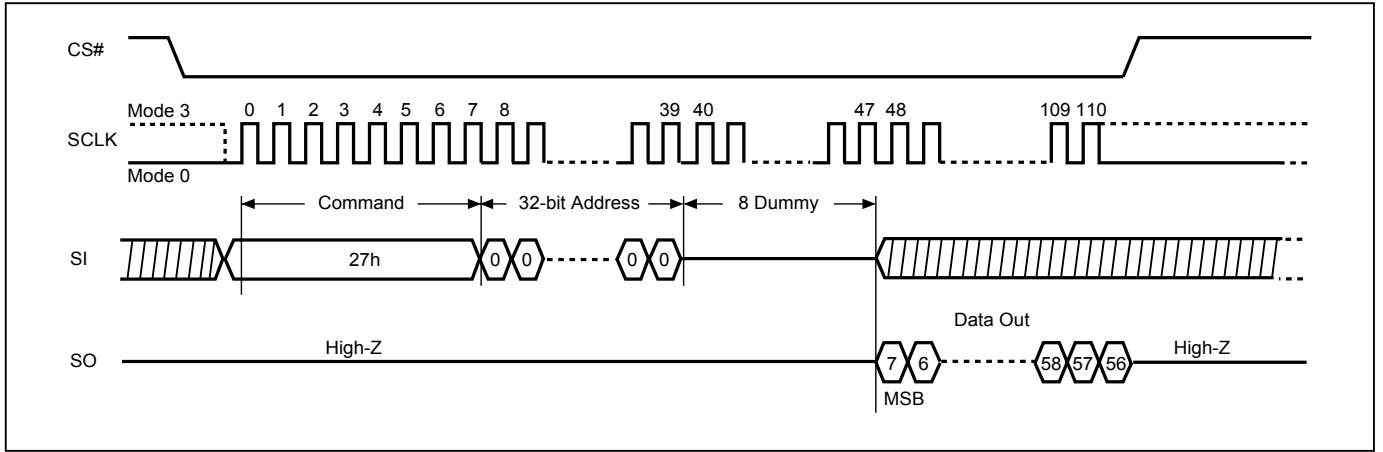 CS#
Mode 3
0 1 2 3 4 5 6 7 8 39 40 47 48 109 110
SCLK
Mode 0
Command 32-bit Address 8 Dummy
SI 27h 0 0 0 0
Data Out
SO High-Z 7 6 58 57 56 High-Z
MSB